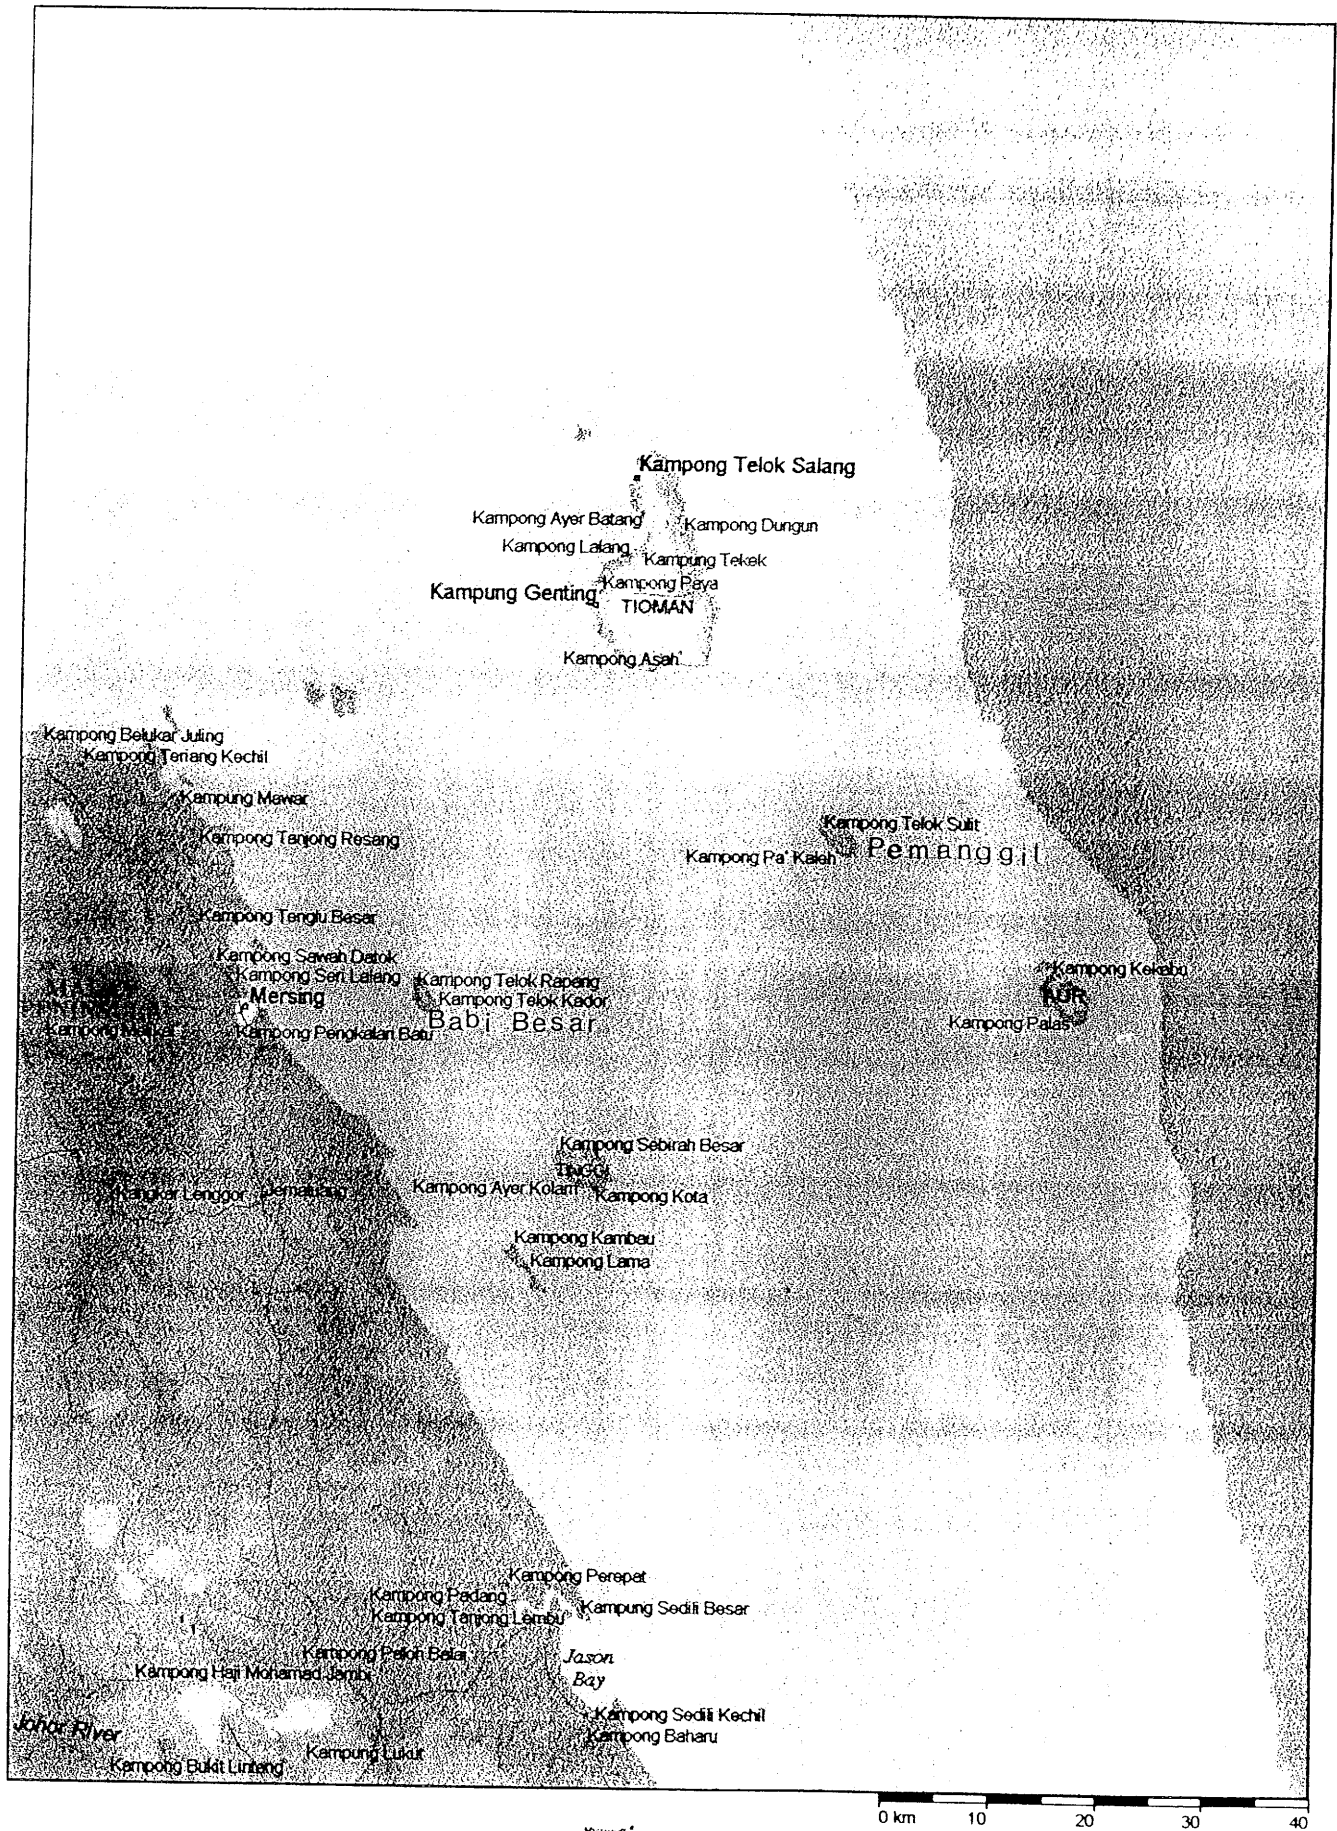 Kampong Telok Salang
Kampong Ayer Batang
Kampong Dungun
Kampong Lalang
Kampung Tekek
Kampong Paya
Kampung Genting
TIOMAN
Kampong Asah
Kampong Belukar Juling
Kampong Teriang Kechil
Kampung Mawar
Kampong Tanjong Resang
Kampong Telok Sulit
Kampong Pa' Kaleh
Pemanggil
Kampong Tenglu Besar
Kampong Sawah Datok
Kampong Seri Lalang
Kampong Telok Rapang
Kampong Kekabu
Mersing
Kampong Telok Kador
AUR
Babi Besar
Kampong Palas
Kampong Pengkalan Batu
Kampong Sebirah Besar
TINGGI
Kampong Ayer Kolam
Kampong Kota
Kangkar Lenggor
Jemaluang
Kampong Kambau
Kampong Lama
Kampong Perepat
Kampong Padang
Kampung Sedili Besar
Kampong Tanjong Lembu
Kampong Paloh Balai
Jason
Bay
Kampong Haji Mohamad Jambi
Kampong Sedili Kechil
Johor River
Kampong Baharu
Kampung Lukut
Kampong Bukit Lintang
0 km 10 20 30 40